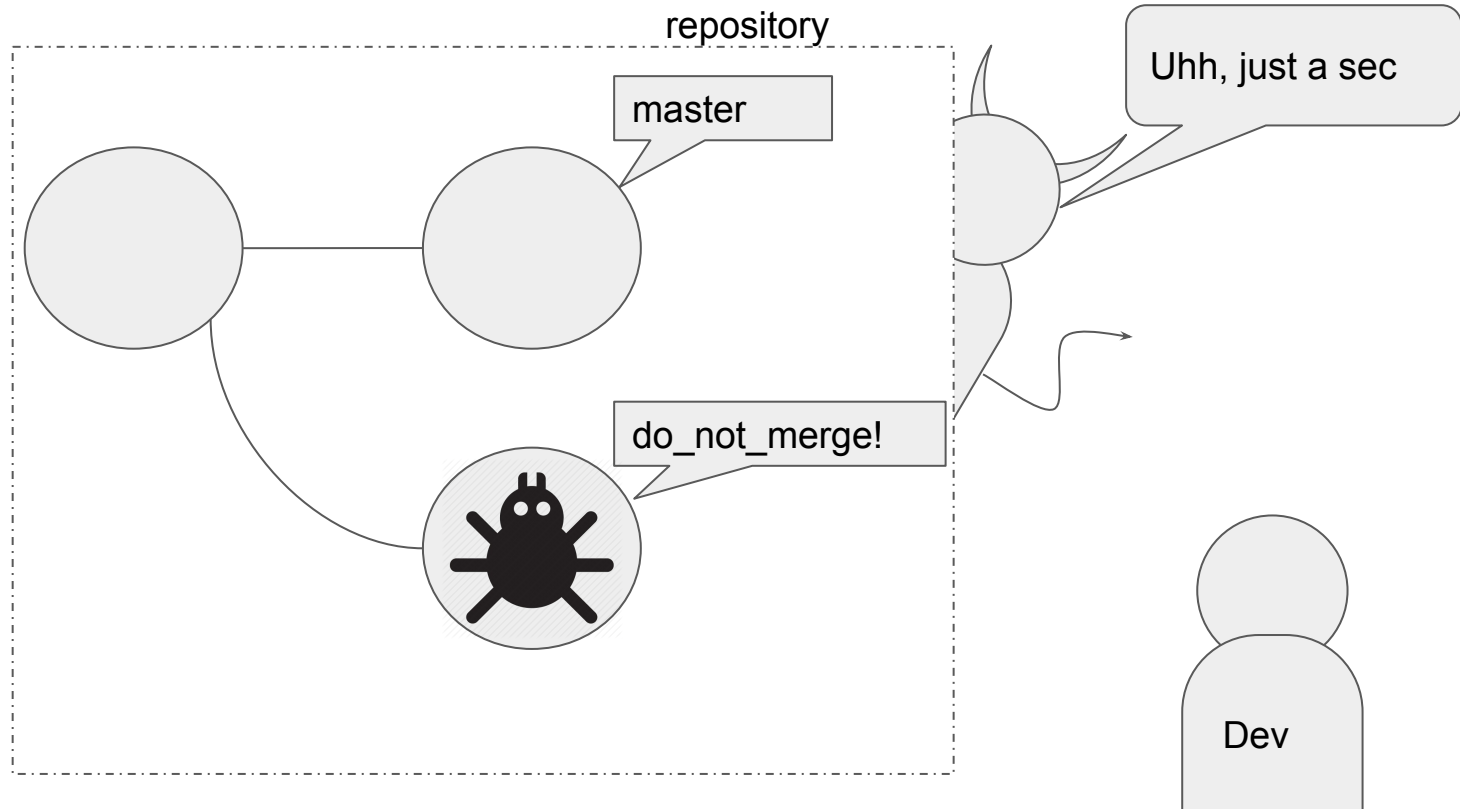 repository
master
Uhh, just a sec
do_not_merge!
Dev